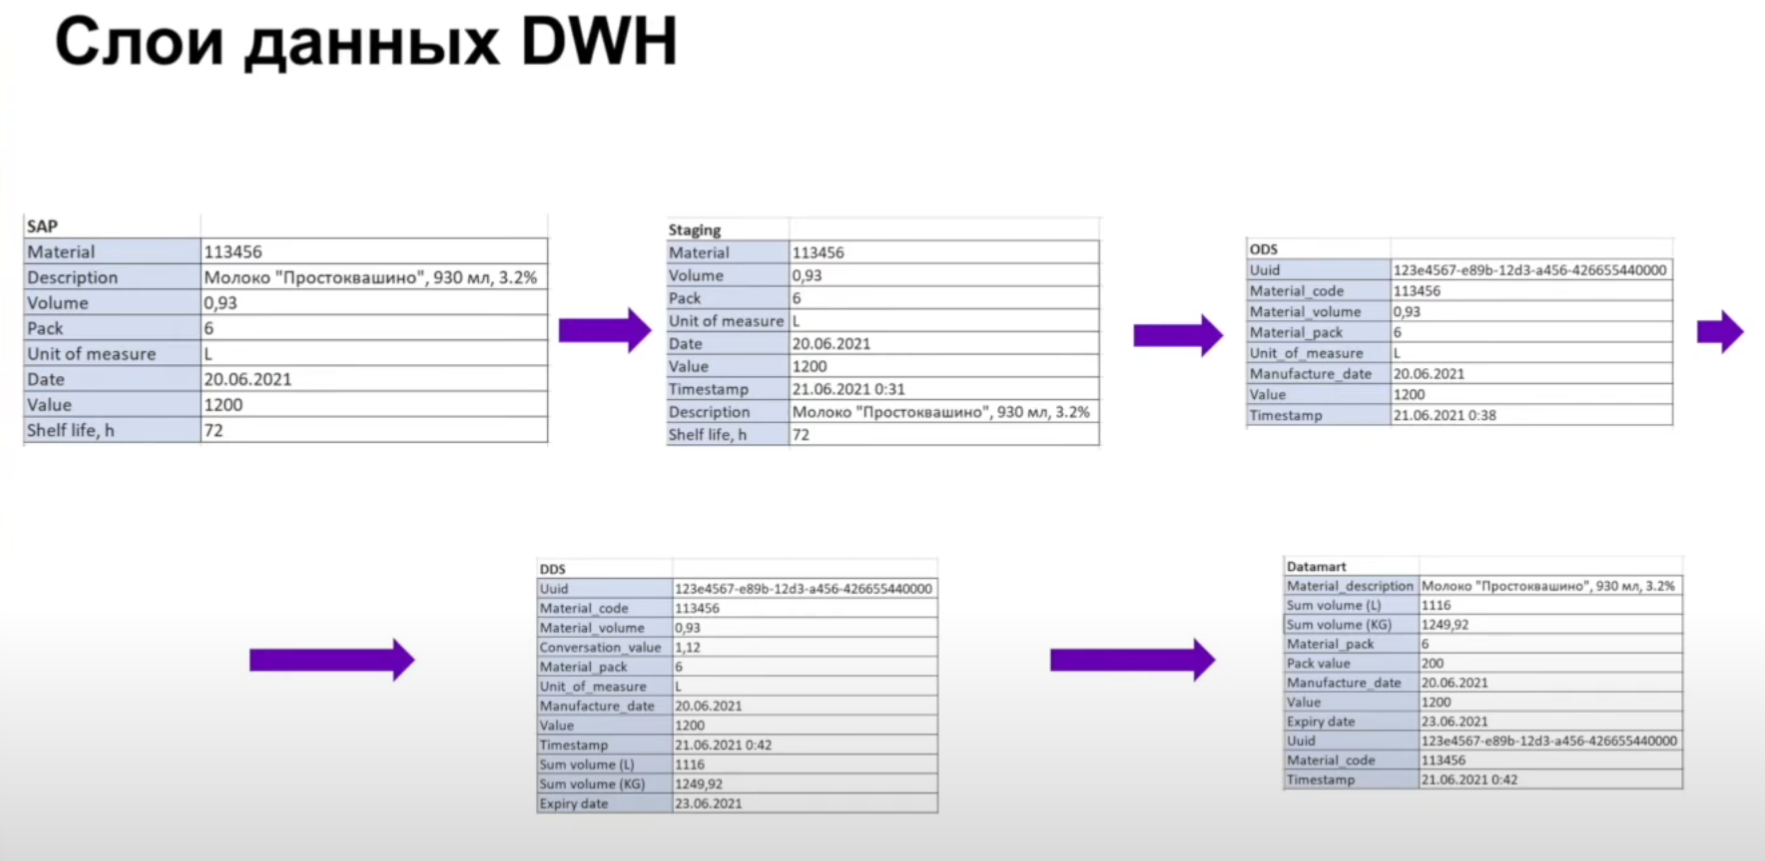 Слои данных DWH
SAP
Material 113456
Description Молоко "Простоквашино", 930 мл, 3.2%
Volume 0,93
Pack 6
Unit of measure L
Date 20.06.2021
Value 1200
Shelf life, h 72
Staging
Material 113456
Volume 0,93
Pack 6
Unit of measure L
Date 20.06.2021
Value 1200
Timestamp 21.06.2021 0:31
Description Молоко "Простоквашино", 930 мл, 3.2%
Shelf life, h 72
ODS
Uuid 123e4567-e89b-12d3-a456-426655440000
Material_code 113456
Material_volume 0,93
Material_pack 6
Unit_of_measure L
Manufacture_date 20.06.2021
Value 1200
Timestamp 21.06.2021 0:38
DDS
Uuid 123e4567-e89b-12d3-a456-426655440000
Material_code 113456
Material_volume 0,93
Conversation_value 1,12
Material_pack 6
Unit_of_measure L
Manufacture_date 20.06.2021
Value 1200
Timestamp 21.06.2021 0:42
Sum volume (L) 1116
Sum volume (KG) 1249,92
Expiry date 23.06.2021
Datamart
Material_description Молоко "Простоквашино", 930 мл, 3.2%
Sum volume (L) 1116
Sum volume (KG) 1249,92
Material_pack 6
Pack value 200
Manufacture_date 20.06.2021
Value 1200
Expiry date 23.06.2021
Uuid 123e4567-e89b-12d3-a456-426655440000
Material_code 113456
Timestamp 21.06.2021 0:42